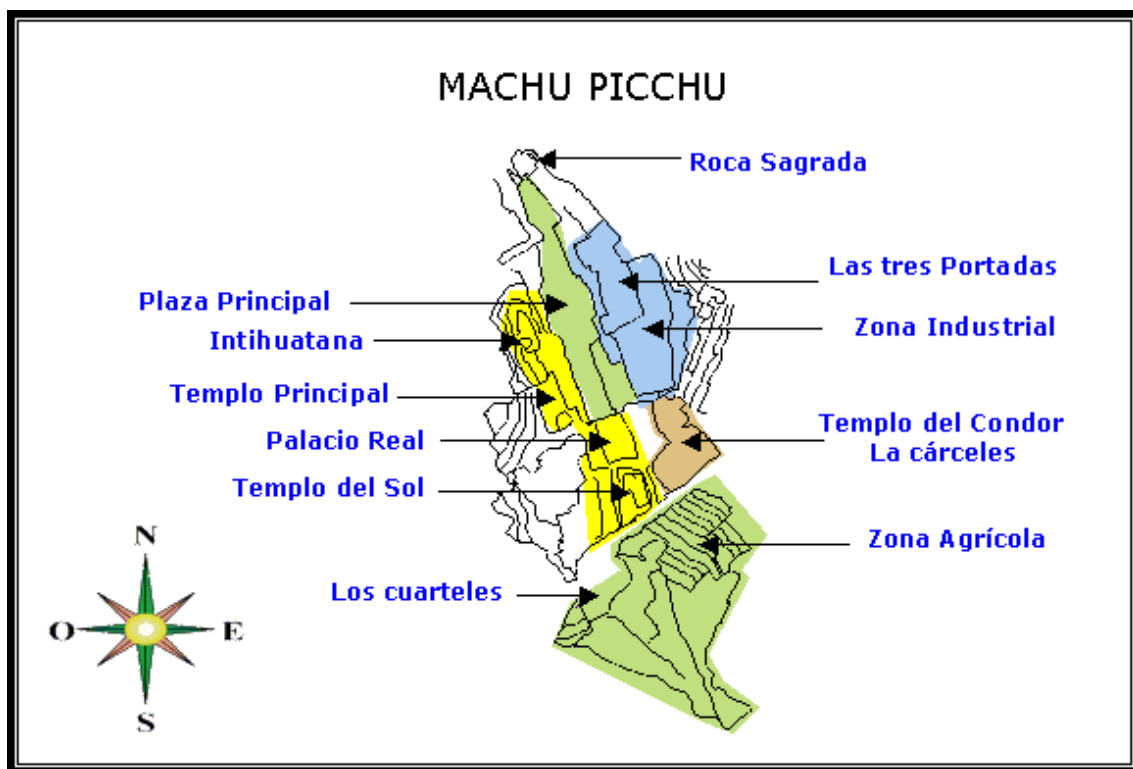 MACHU PICCHU
Roca Sagrada
Las tres Portadas
Plaza Principal
Zona Industrial
Intihuatana
Templo Principal
Templo del Condor
La cárceles
Palacio Real
Templo del Sol
Zona Agrícola
Los cuarteles
N
O E
S